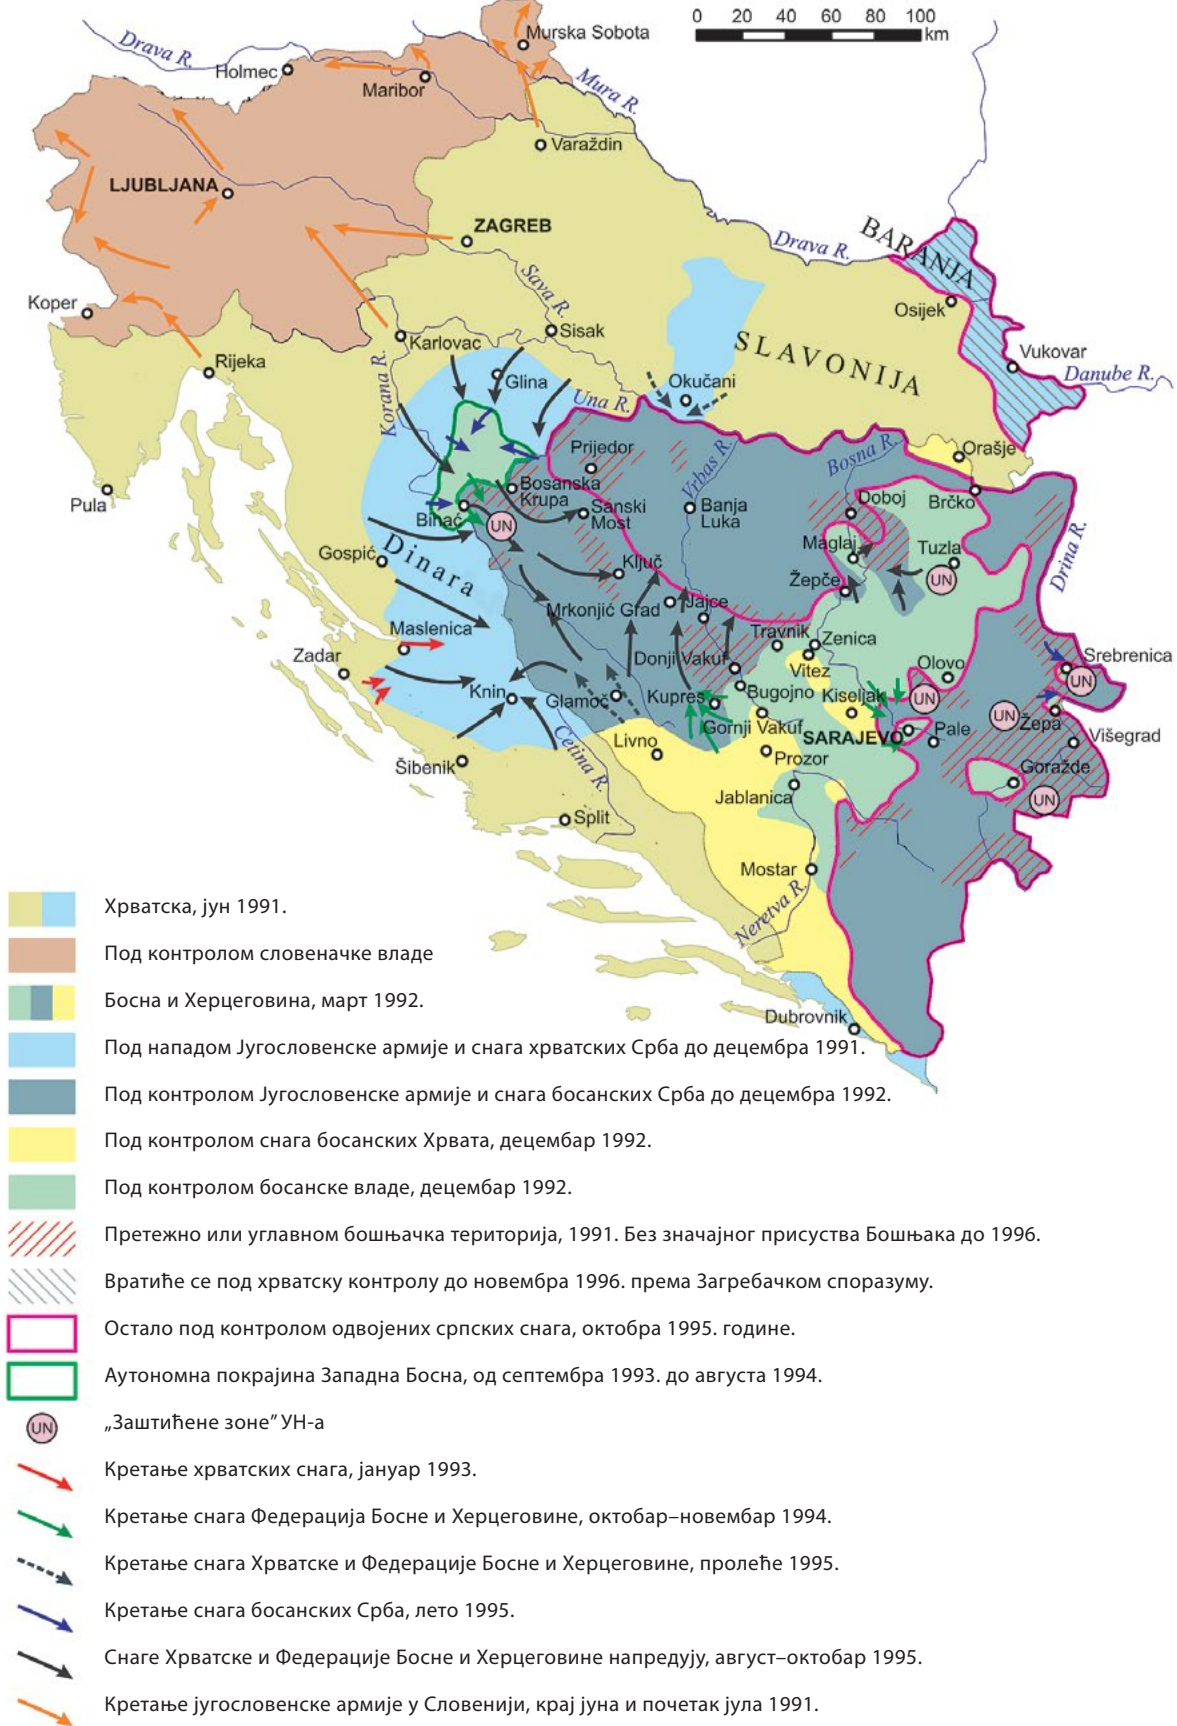 0 20 40 60 80 100
km
Murska Sobota
Drava R.
Holmec
Maribor
Mura R.
Varaždin
LJUBLJANA
ZAGREB
BARANJA
Drava R.
Sava R.
Osijek
Koper
Sisak
Karlovac
SLAVONIJA
Vukovar
Rijeka
Korana R.
Glina
Okučani
Danube R.
Una R.
Prijedor
Vrbas R.
Bosna R.
Orašje
Pula
Bosanska
Krupa
Sanski
Most
Banja
Luka
Doboj
Brčko
Bihać
UN
Gospić
Dinara
Ključ
Maglaj
Tuzla
UN
Drina R.
Žepče
Mrkonjić Grad
Jajce
Maslenica
Travnik
Zenica
Zadar
Donji Vakuf
Vitez
Olovo
Srebrenica
UN
Knin
Glamoč
Kupres
Bugojno
Kiseljak
UN
UN
Žepa
Gornji Vakuf
SARAJEVO
Pale
Višegrad
Livno
Cetina R.
Prozor
Goražde
Šibenik
Jablanica
UN
Split
Mostar
Neretva R.
Dubrovnik
Хрватска, јун 1991.
Под контролом словеначке владе
Босна и Херцеговина, март 1992.
Под нападом Југословенске армије и снага хрватских Срба до децембра 1991.
Под контролом Југословенске армије и снага босанских Срба до децембра 1992.
Под контролом снага босанских Хрвата, децембар 1992.
Под контролом босанске владе, децембар 1992.
Претежно или углавном бошњачка територија, 1991. Без значајног присуства Бошњака до 1996.
Вратиће се под хрватску контролу до новембра 1996. према Загребачком споразуму.
Остало под контролом одвојених српских снага, октобра 1995. године.
Аутономна покрајина Западна Босна, од септембра 1993. до августа 1994.
UN
„Заштићене зоне” УН-а
Кретање хрватских снага, јануар 1993.
Кретање снага Федерација Босне и Херцеговине, октобар–новембар 1994.
Кретање снага Хрватске и Федерације Босне и Херцеговине, пролеће 1995.
Кретање снага босанских Срба, лето 1995.
Снаге Хрватске и Федерације Босне и Херцеговине напредују, август–октобар 1995.
Кретање југословенске армије у Словенији, крај јуна и почетак јула 1991.